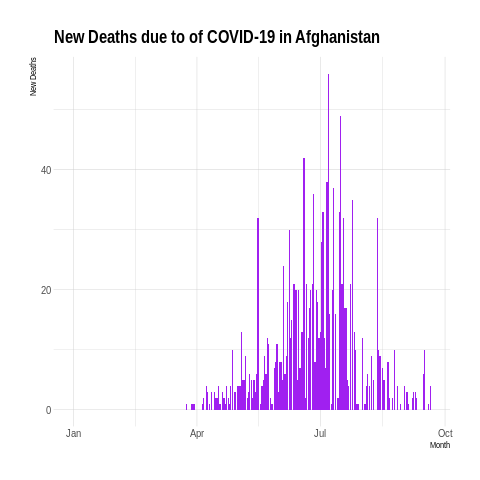 New Deaths due to of COVID-19 in Afghanistan
New Deaths
40
20
0
Jan Apr Jul Oct
Month